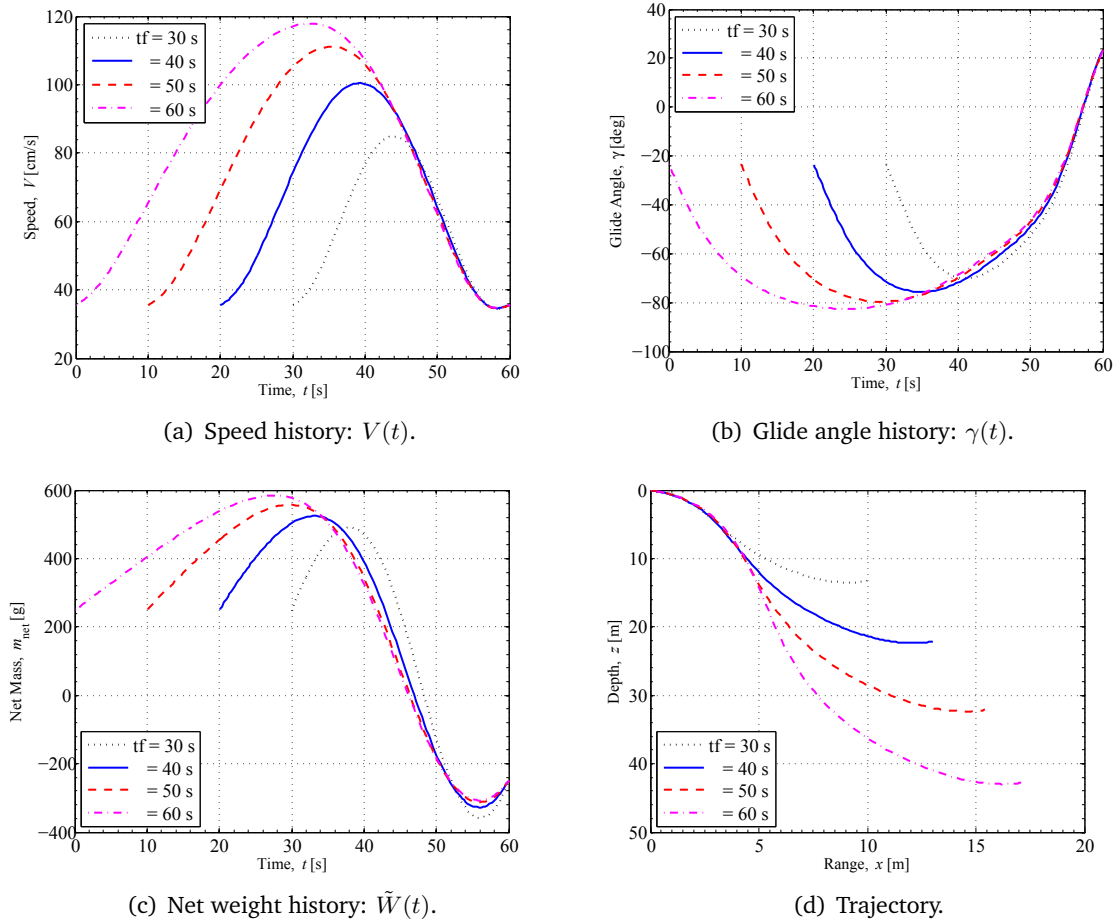 120
100
80
60
40
20
Speed, V [cm/s]
tf = 30 s
= 40 s
= 50 s
= 60 s
0 10 20 30 40 50 60
Time, t [s]
(a) Speed history: V(t).
40
20
0
−20
−40
−60
−80
−100
Glide Angle, γ [deg]
tf = 30 s
= 40 s
= 50 s
= 60 s
0 10 20 30 40 50 60
Time, t [s]
(b) Glide angle history: γ(t).
600
400
200
0
−200
−400
Net Mass, m_net [g]
tf = 30 s
= 40 s
= 50 s
= 60 s
0 10 20 30 40 50 60
Time, t [s]
(c) Net weight history: W̃(t).
0
10
20
30
40
50
Depth, z [m]
tf = 30 s
= 40 s
= 50 s
= 60 s
0 5 10 15 20
Range, x [m]
(d) Trajectory.